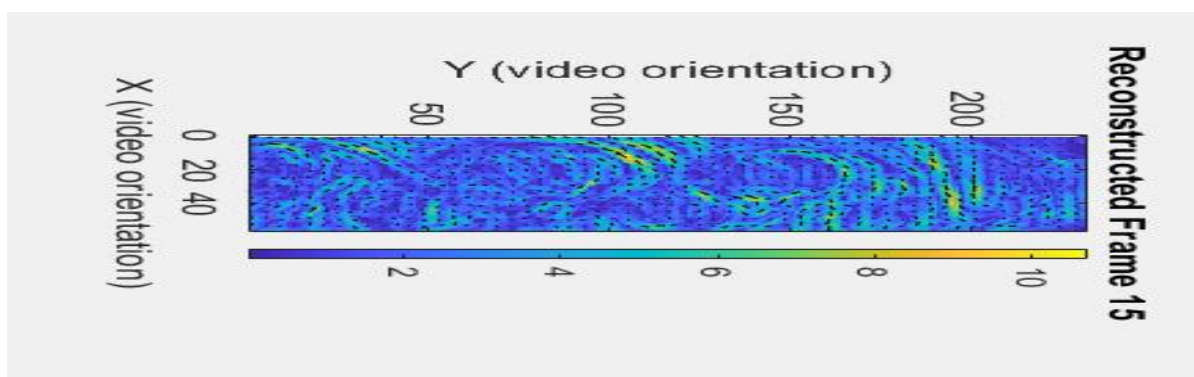 Reconstructed Frame 15
Y (video orientation)
50 100 150 200
X (video orientation)
0 20 40
2 4 6 8 10